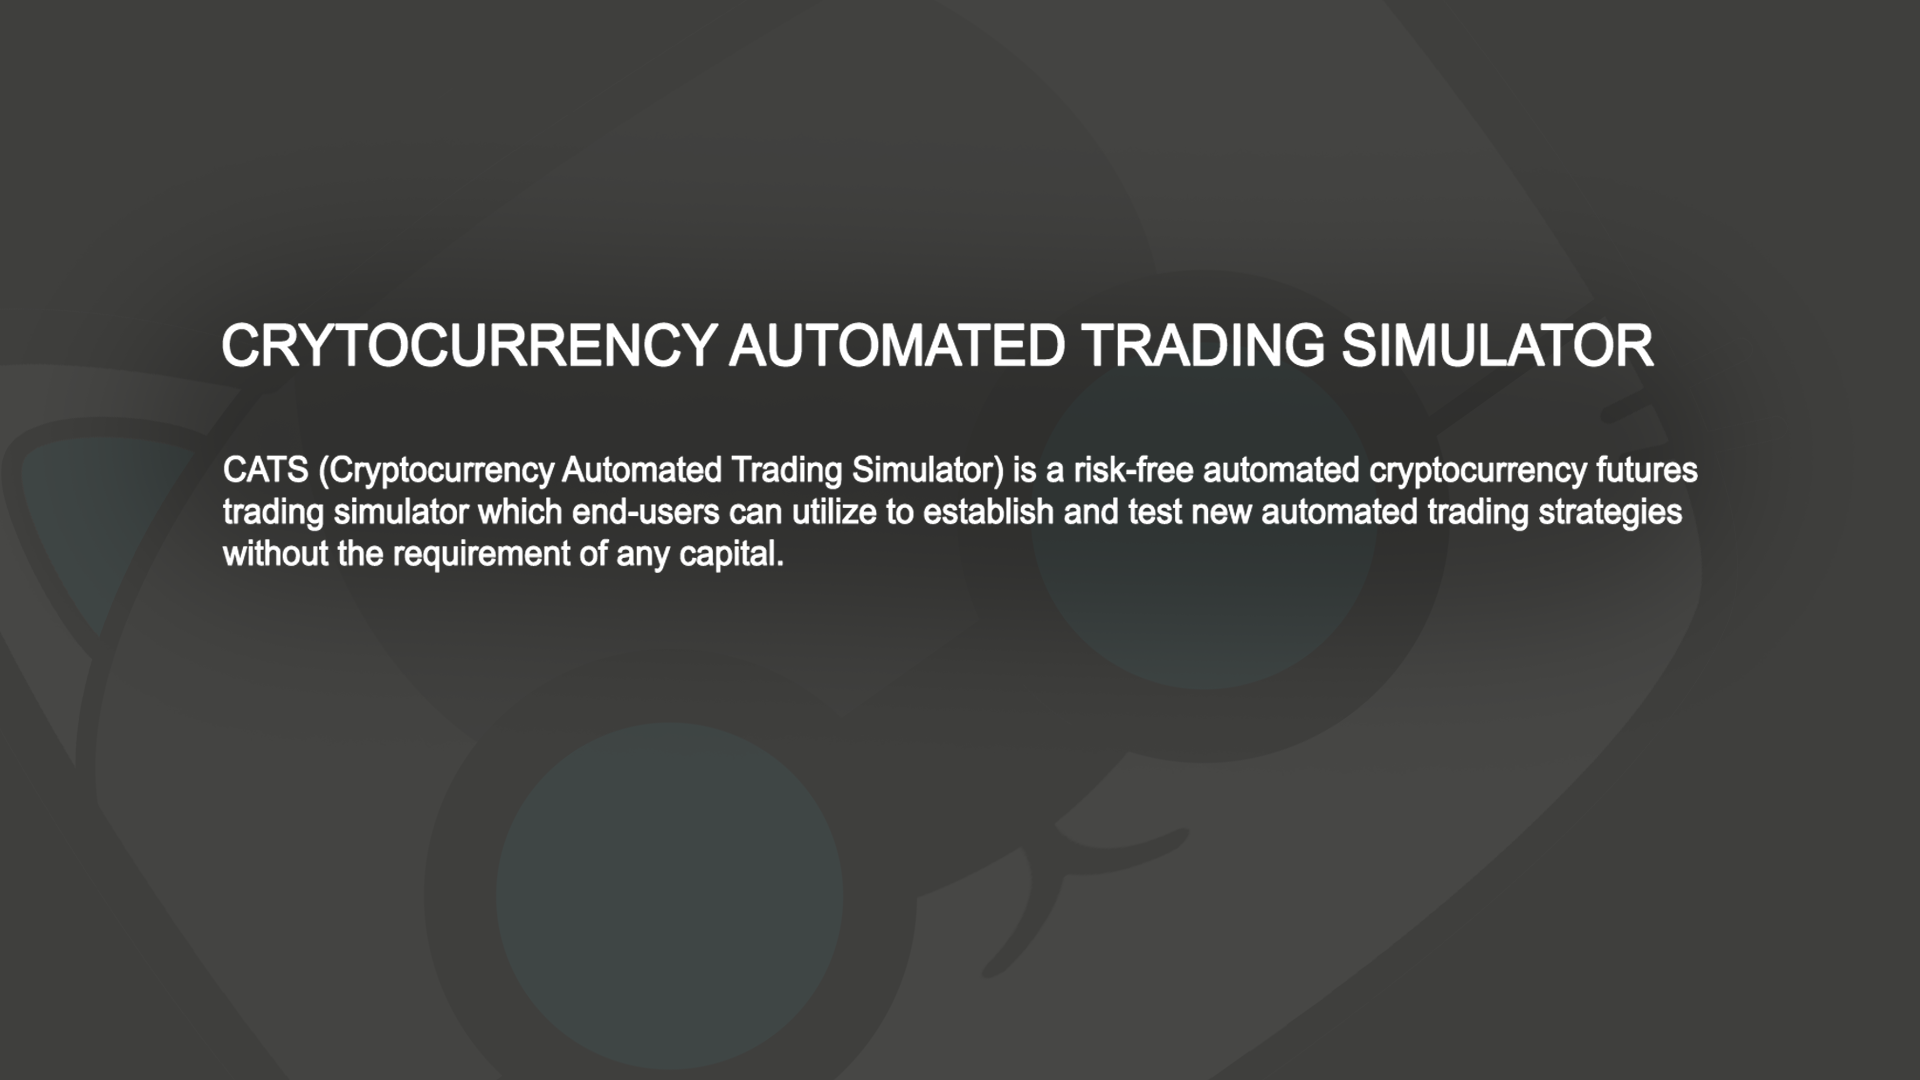 CRYTOCURRENCY AUTOMATED TRADING SIMULATOR
CATS (Cryptocurrency Automated Trading Simulator) is a risk-free automated cryptocurrency futures
trading simulator which end-users can utilize to establish and test new automated trading strategies
without the requirement of any capital.